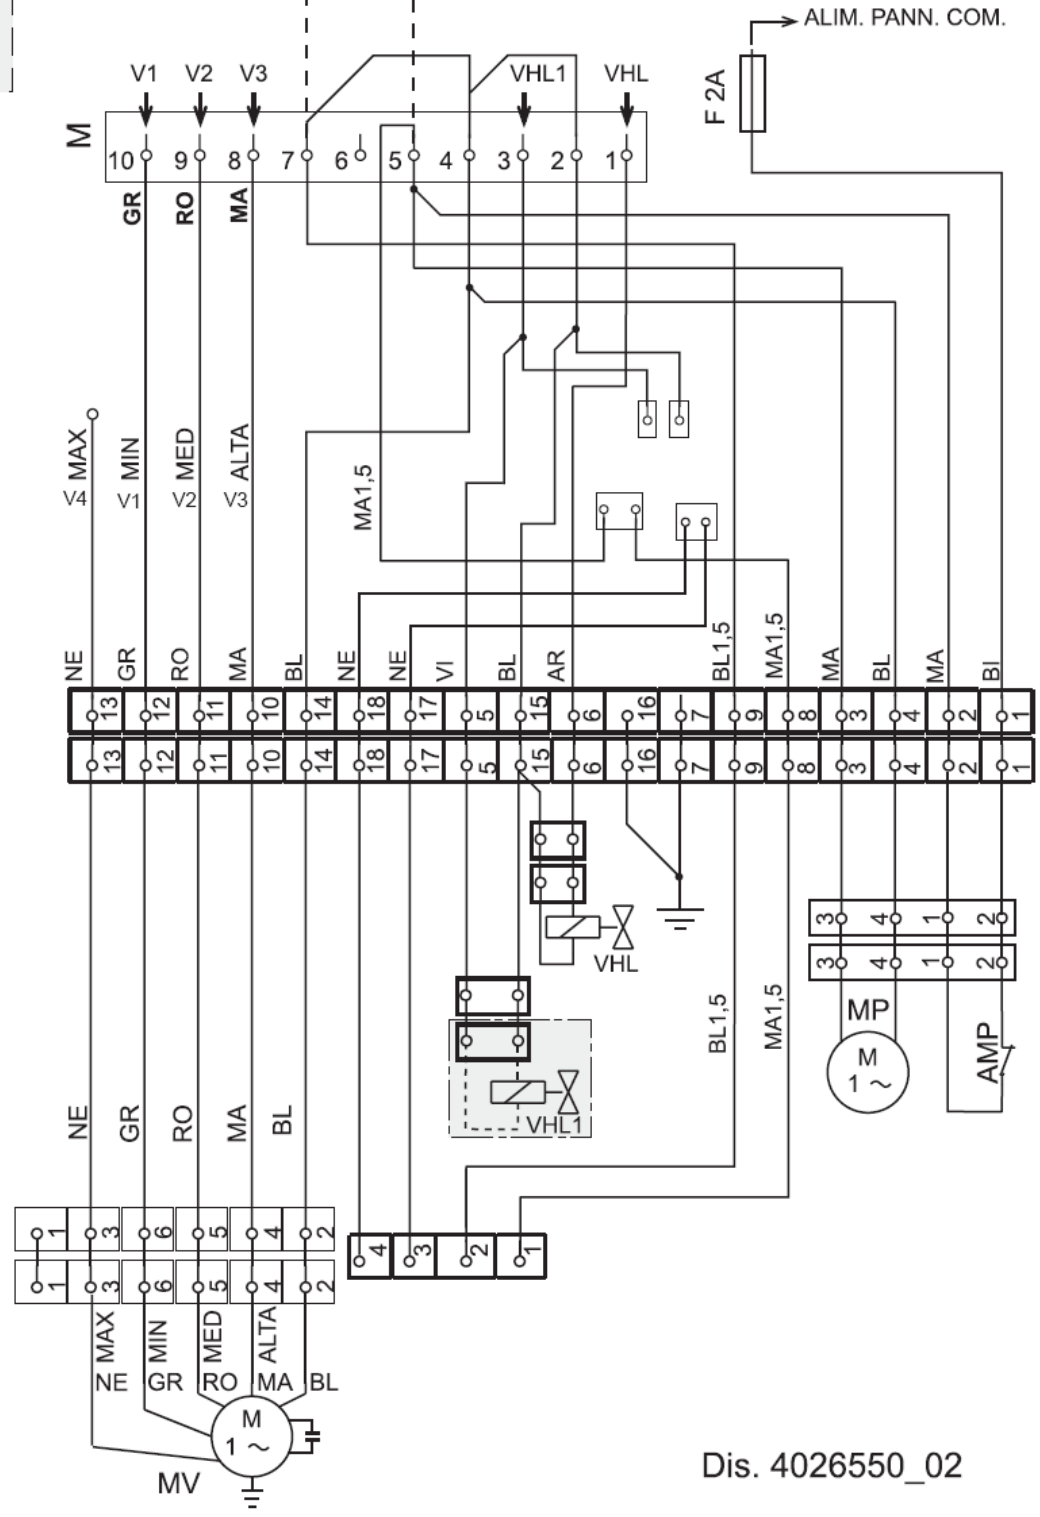 ALIM. PANN. COM.
F 2A
V1 V2 V3 VHL1 VHL
M
10 9 8 7 6 5 4 3 2 1
GR RO MA
MAX MIN MED ALTA
V4 V1 V2 V3
MA1,5
NE GR RO MA BL NE NE VI BL AR BL1,5 MA1,5 MA BL MA BI
13 12 11 10 14 18 17 5 15 6 16 7 9 8 3 4 2 1
13 12 11 10 14 18 17 5 15 6 16 7 9 8 3 4 2 1
3 4 1 2
VHL
3 4 1 2
BL1,5 MA1,5
MP
M
1 ~
AMP
VHL1
NE GR RO MA BL
1 3 6 5 4 2
4 3 2 1
1 3 6 5 4 2
MAX MIN MED ALTA
NE GR RO MA BL
M
1 ~
MV
Dis. 4026550_02